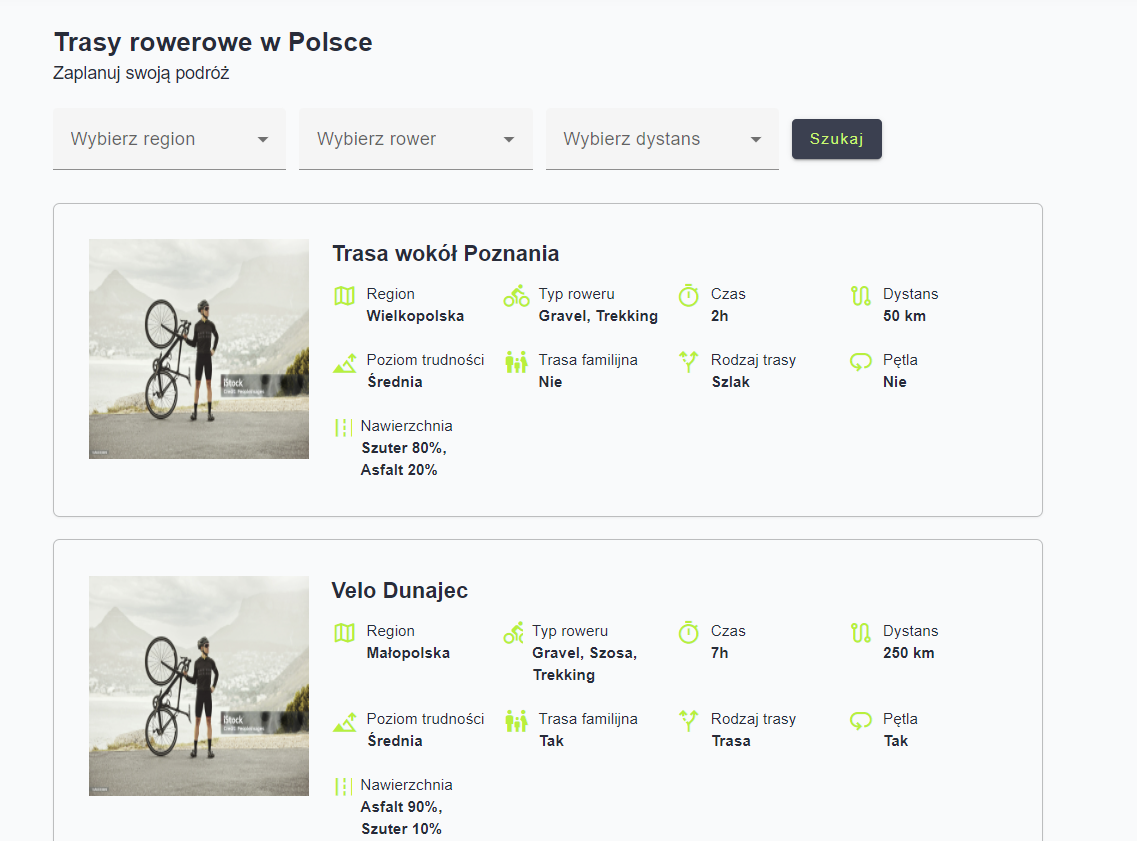 Trasy rowerowe w Polsce
Zaplanuj swoją podróż
Wybierz region
Wybierz rower
Wybierz dystans
Szukaj
Trasa wokół Poznania
Region
Wielkopolska
Typ roweru
Gravel, Trekking
Czas
2h
Dystans
50 km
Poziom trudności
Średnia
Trasa familijna
Nie
Rodzaj trasy
Szlak
Pętla
Nie
Nawierzchnia
Szuter 80%,
Asfalt 20%
iStock
Velo Dunajec
Region
Małopolska
Typ roweru
Gravel, Szosa,
Trekking
Czas
7h
Dystans
250 km
Poziom trudności
Średnia
Trasa familijna
Tak
Rodzaj trasy
Trasa
Pętla
Tak
Nawierzchnia
Asfalt 90%,
Szuter 10%
iStock